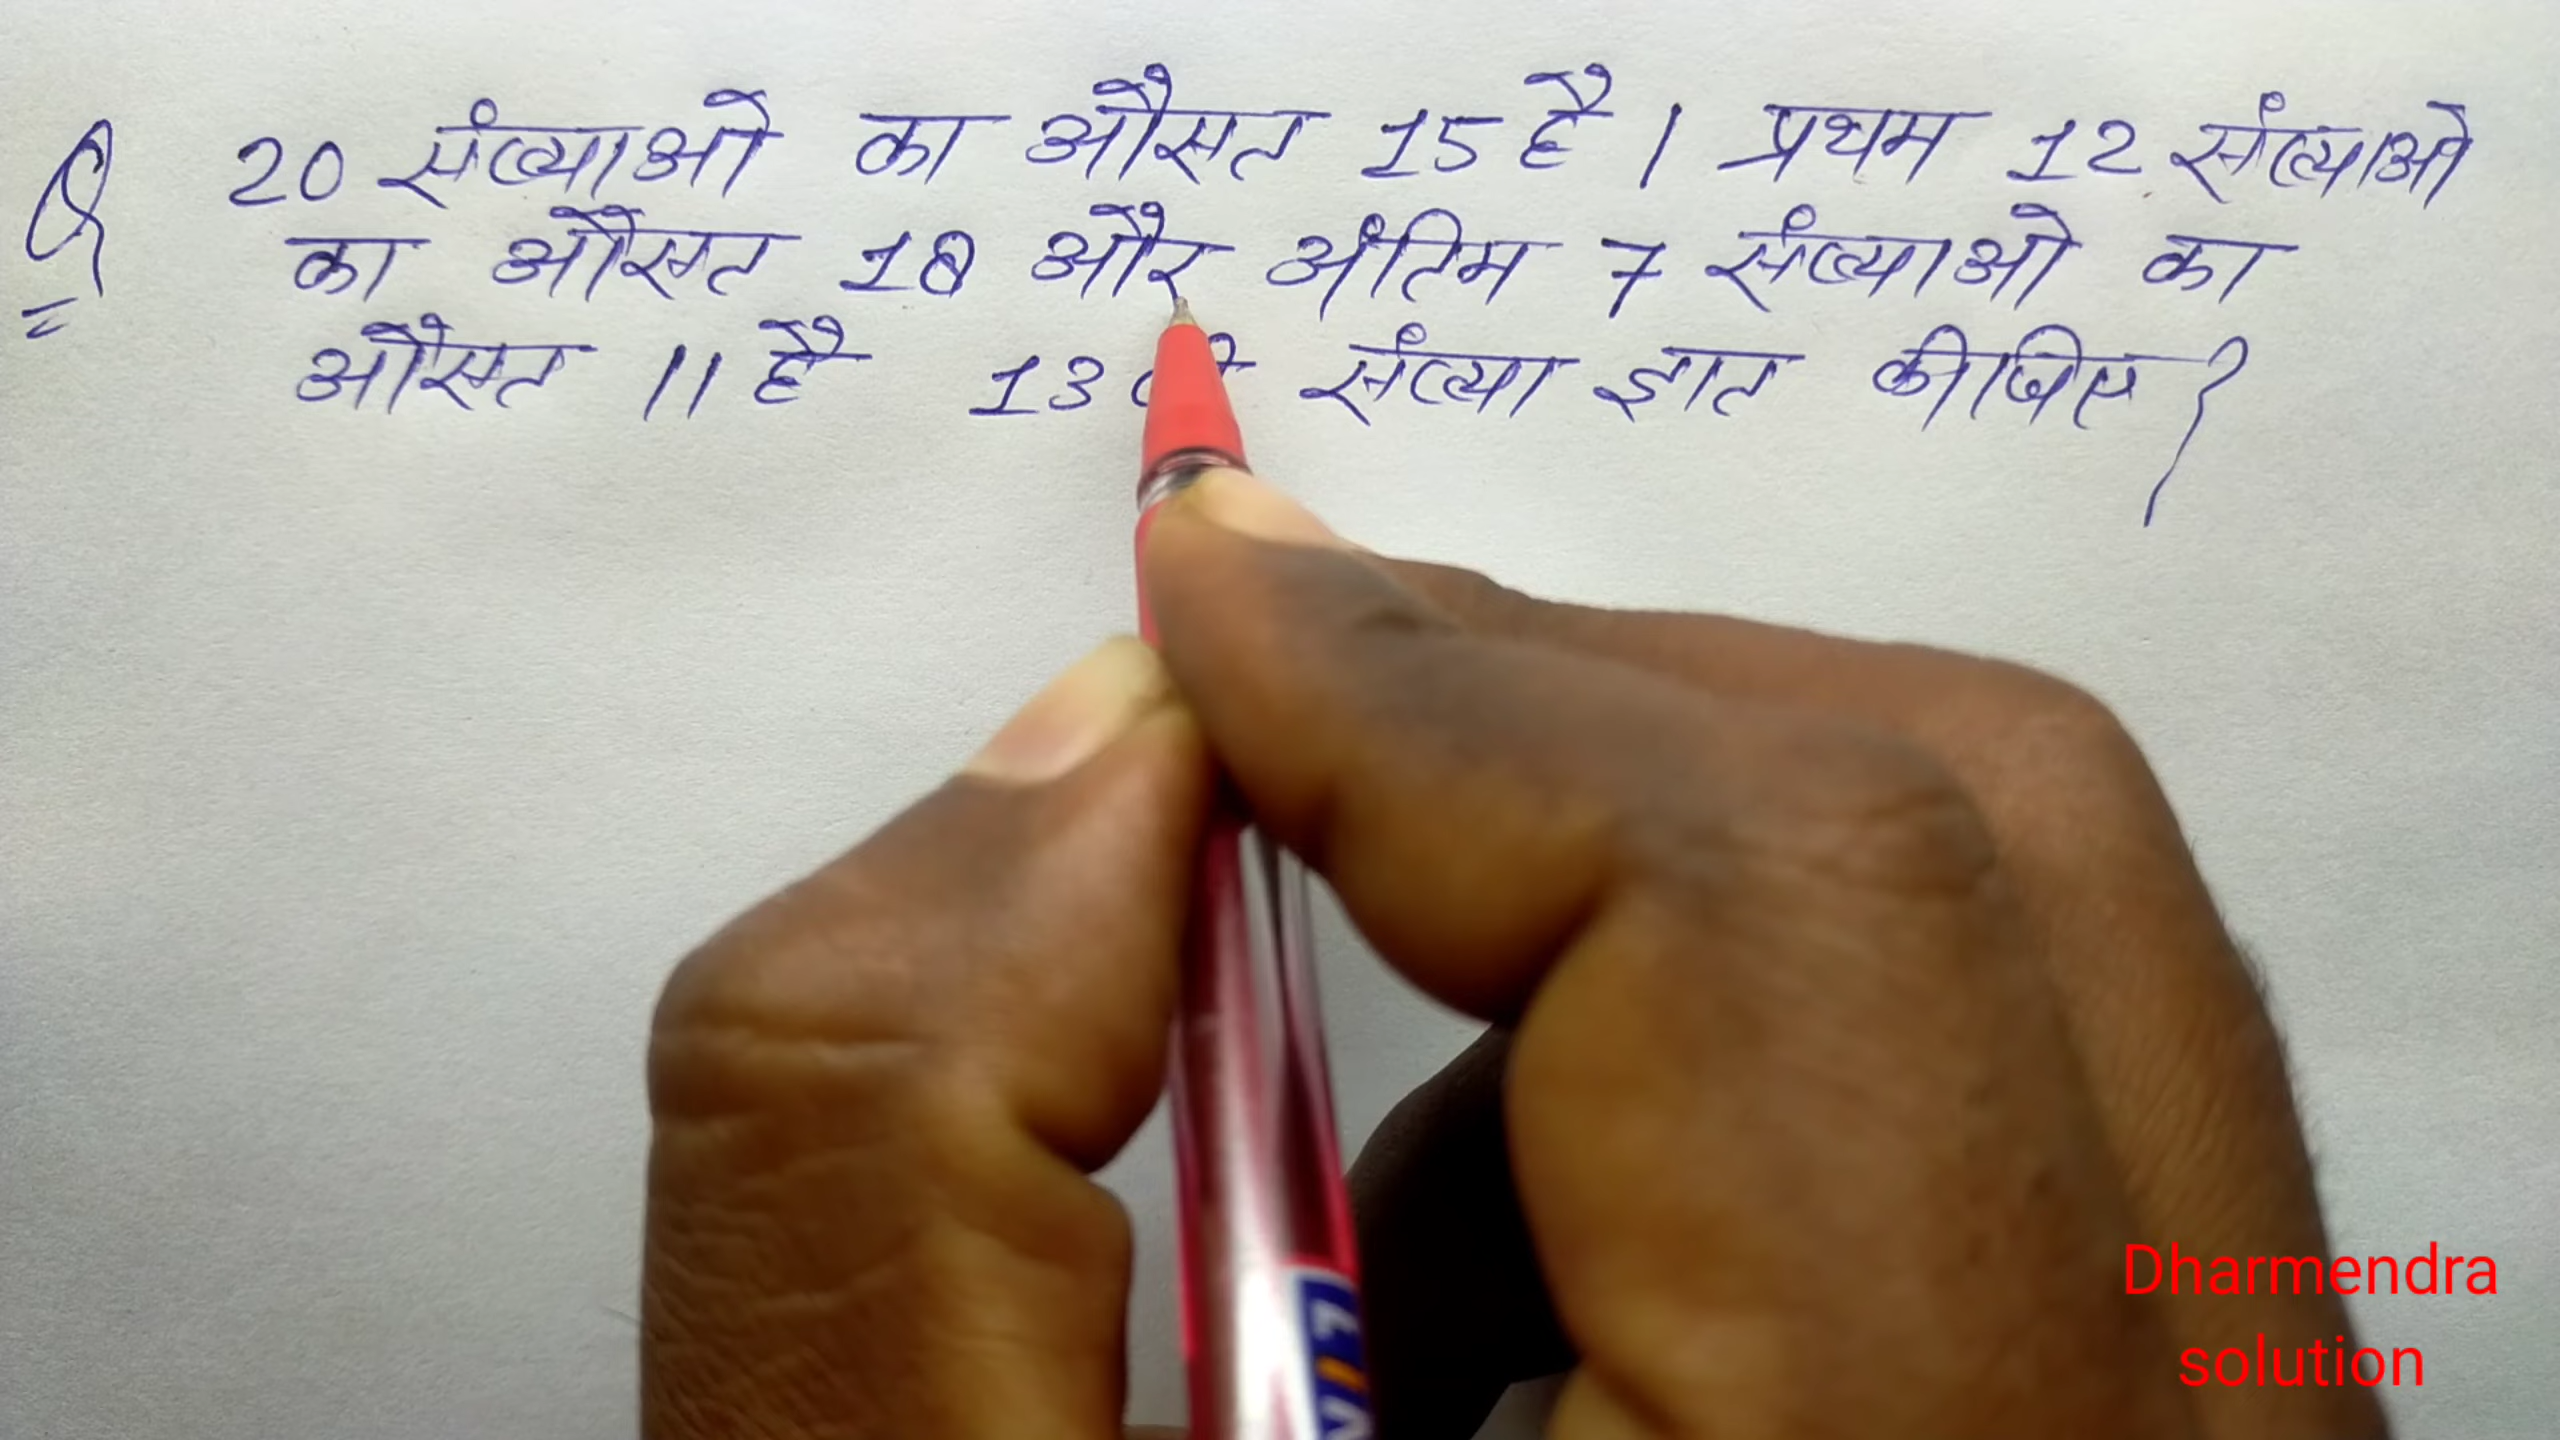 Q 20 संख्याओ का औसत 15 है । प्रथम 12 संख्याओ
का औसत 18 और अंतिम 7 संख्याओ का
औसत 11 है 13 संख्या ज्ञात कीजिए ?
Dharmendra
solution